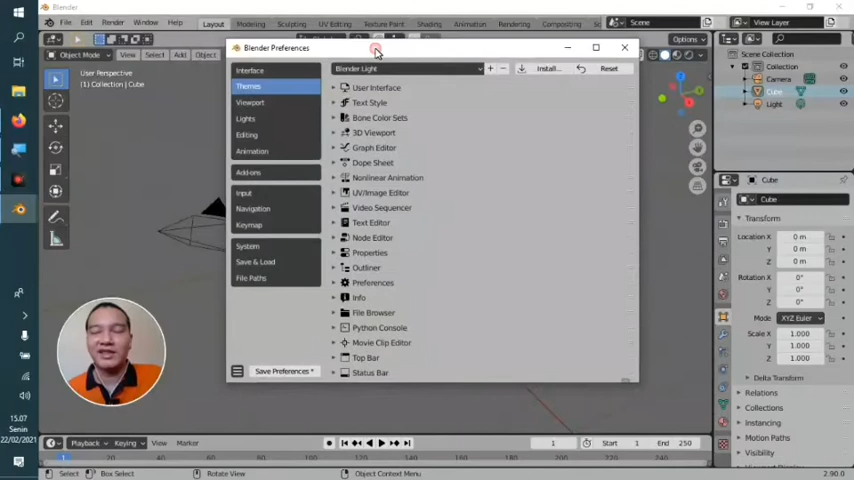 Blender
File Edit Render Window Help Layout Modeling Sculpting UV Editing Texture Paint Shading Animation Rendering Compositing Scene View Layer
Options
Object Mode View Select Add Object
User Perspective
(1) Collection | Cube
Blender Preferences
Interface
Themes
Viewport
Lights
Editing
Animation
Add-ons
Input
Navigation
Keymap
System
Save & Load
File Paths
Save Preferences *
Blender Light Install... Reset
User Interface
Text Style
Bone Color Sets
3D Viewport
Graph Editor
Dope Sheet
Nonlinear Animation
UV/Image Editor
Video Sequencer
Text Editor
Node Editor
Properties
Outliner
Preferences
Info
File Browser
Python Console
Movie Clip Editor
Top Bar
Status Bar
Scene Collection
Collection
Camera
Cube
Light
Cube
Cube
Transform
Location X 0 m
Y 0 m
Z 0 m
Rotation X 0°
Y 0°
Z 0°
Mode XYZ Euler
Scale X 1.000
Y 1.000
Z 1.000
Delta Transform
Relations
Collections
Instancing
Motion Paths
Visibility
15.07
Senin
22/02/2021
Playback Keying View Marker 1 Start 1 End 250
1 100 120 140 160 180 200 220 240
Select Box Select Rotate View Object Context Menu 2.90.0